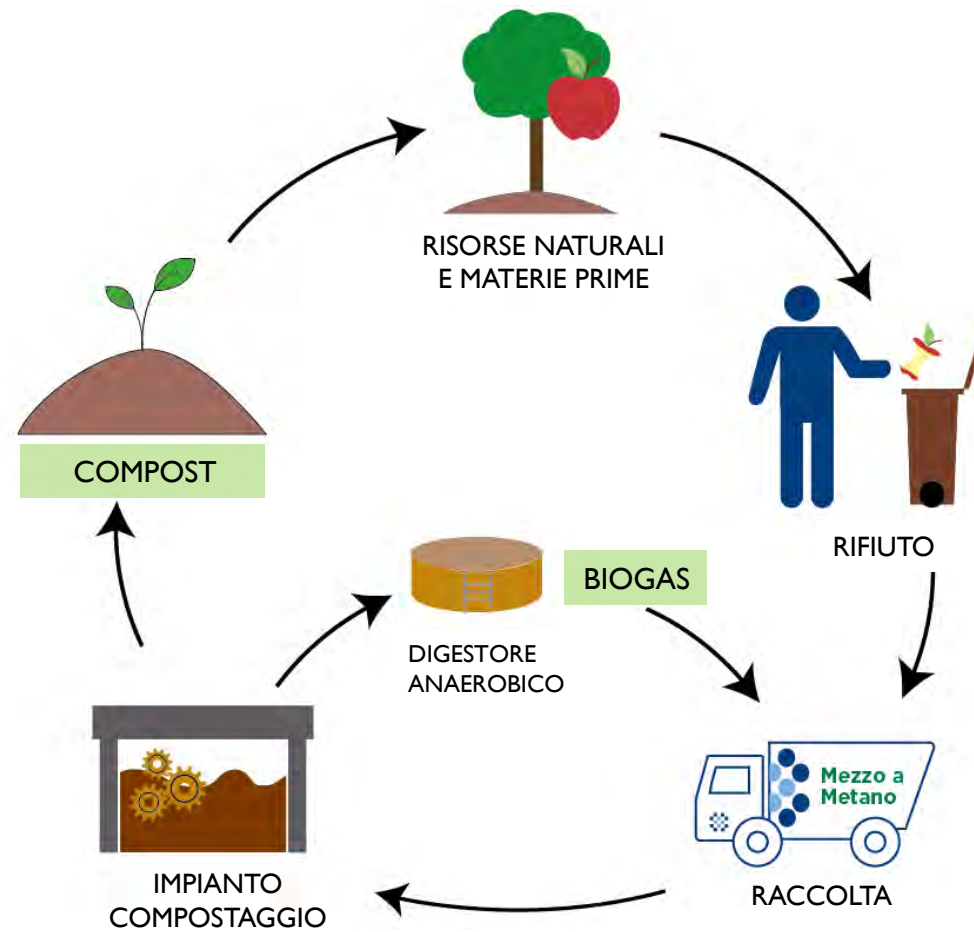 RISORSE NATURALI
E MATERIE PRIME
COMPOST
RIFIUTO
BIOGAS
DIGESTORE
ANAEROBICO
Mezzo a
Metano
IMPIANTO
COMPOSTAGGIO
RACCOLTA